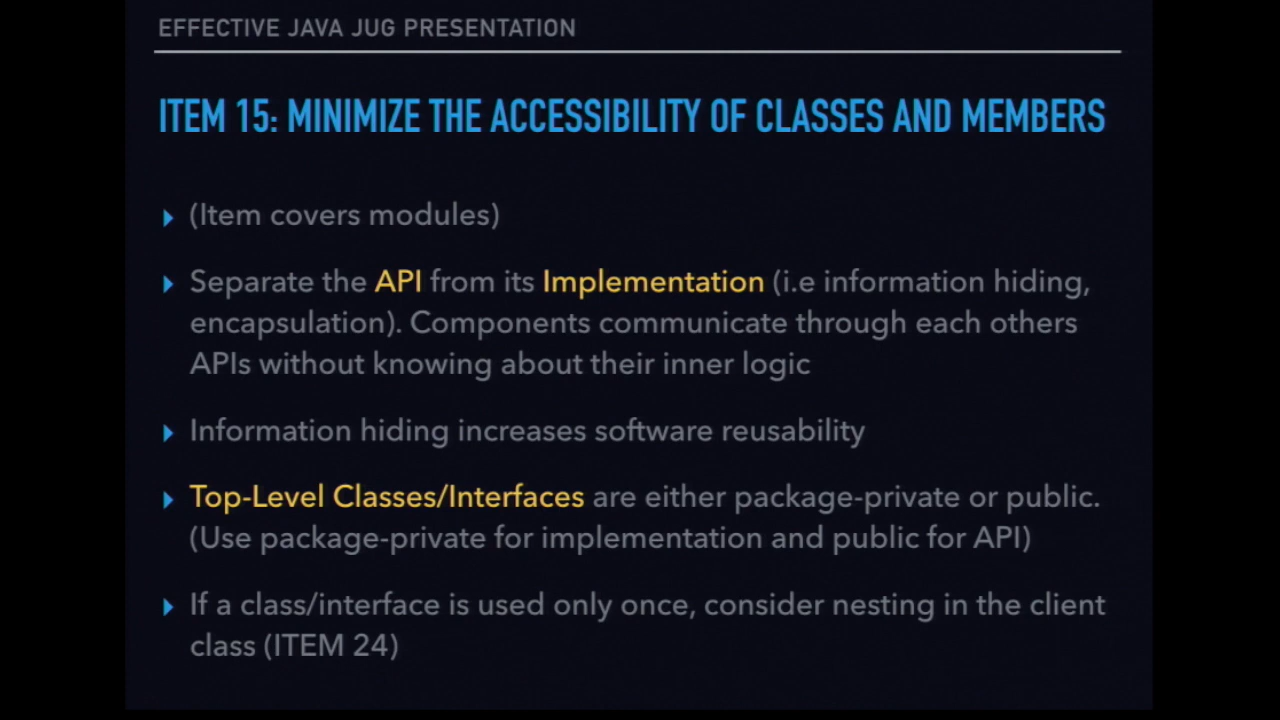 EFFECTIVE JAVA JUG PRESENTATION
ITEM 15: MINIMIZE THE ACCESSIBILITY OF CLASSES AND MEMBERS
(Item covers modules)
Separate the API from its Implementation (i.e information hiding,
encapsulation). Components communicate through each others
APIs without knowing about their inner logic
Information hiding increases software reusability
Top-Level Classes/Interfaces are either package-private or public.
(Use package-private for implementation and public for API)
If a class/interface is used only once, consider nesting in the client
class (ITEM 24)